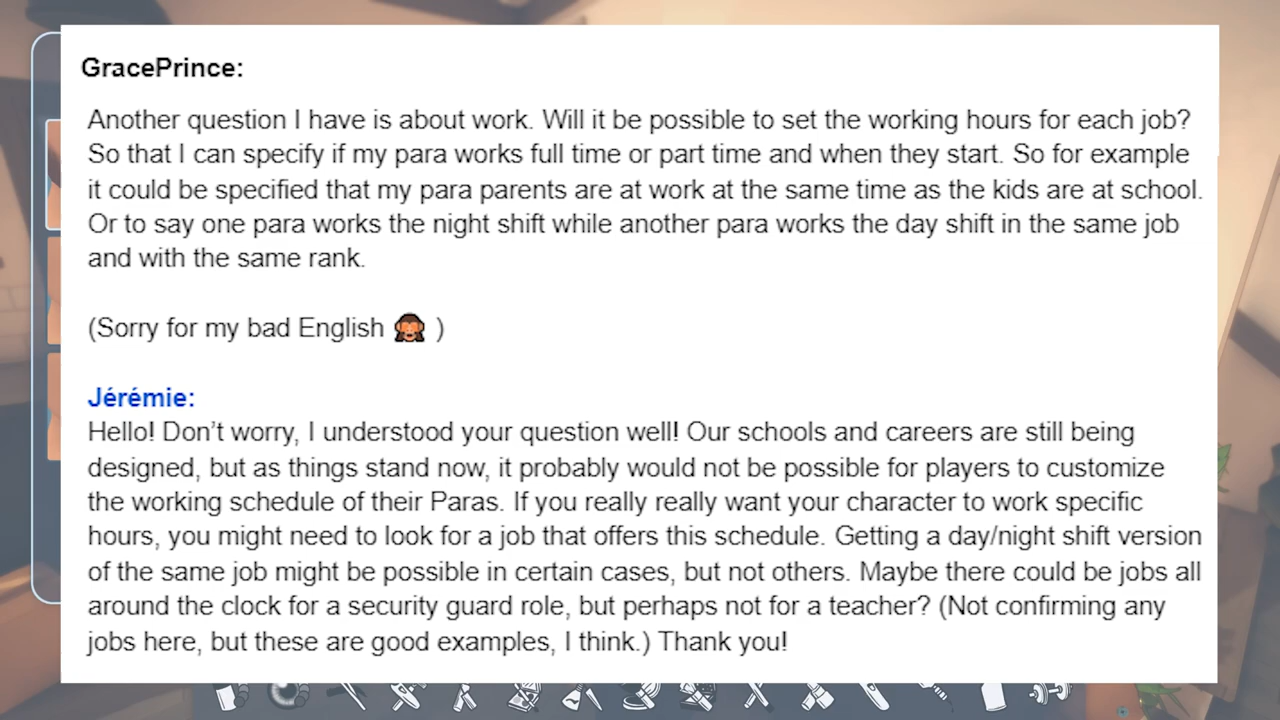 GracePrince:
Another question I have is about work. Will it be possible to set the working hours for each job?
So that I can specify if my para works full time or part time and when they start. So for example
it could be specified that my para parents are at work at the same time as the kids are at school.
Or to say one para works the night shift while another para works the day shift in the same job
and with the same rank.
(Sorry for my bad English 🙈 )
Jérémie:
Hello! Don’t worry, I understood your question well! Our schools and careers are still being
designed, but as things stand now, it probably would not be possible for players to customize
the working schedule of their Paras. If you really really want your character to work specific
hours, you might need to look for a job that offers this schedule. Getting a day/night shift version
of the same job might be possible in certain cases, but not others. Maybe there could be jobs all
around the clock for a security guard role, but perhaps not for a teacher? (Not confirming any
jobs here, but these are good examples, I think.) Thank you!